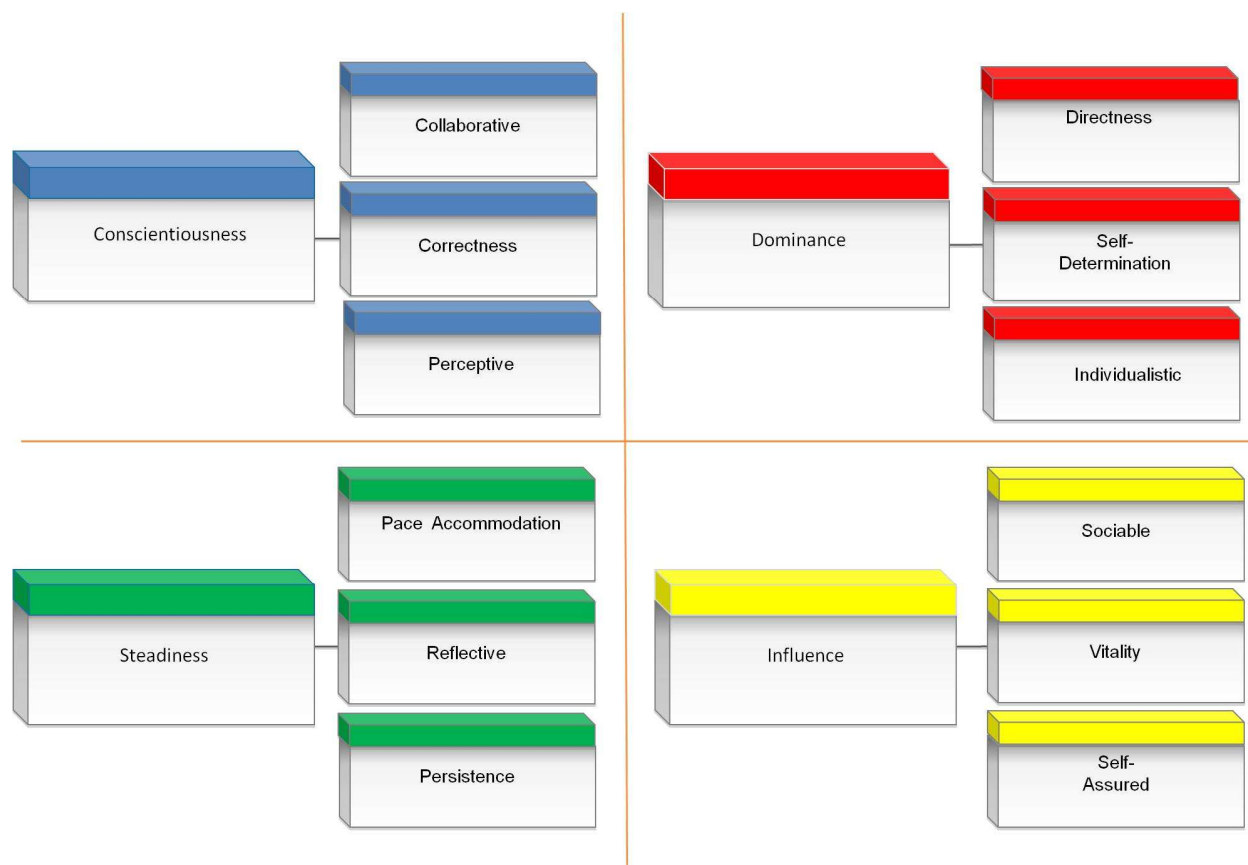 Conscientiousness
Collaborative
Correctness
Perceptive
Dominance
Directness
Self-
Determination
Individualistic
Steadiness
Pace Accommodation
Reflective
Persistence
Influence
Sociable
Vitality
Self-
Assured